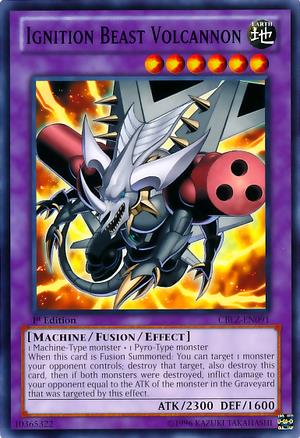 IGNITION BEAST VOLCANNON
EARTH
地
1st Edition
CBLZ-EN091
[MACHINE / FUSION / EFFECT]
1 Machine-Type monster + 1 Pyro-Type monster
When this card is Fusion Summoned: You can target 1 monster
your opponent controls; destroy that target, also destroy this
card, then if both monsters were destroyed, inflict damage to
your opponent equal to the ATK of the monster in the Graveyard
that was targeted by this effect.
ATK/2300 DEF/1600
10365322
©1996 KAZUKI TAKAHASHI